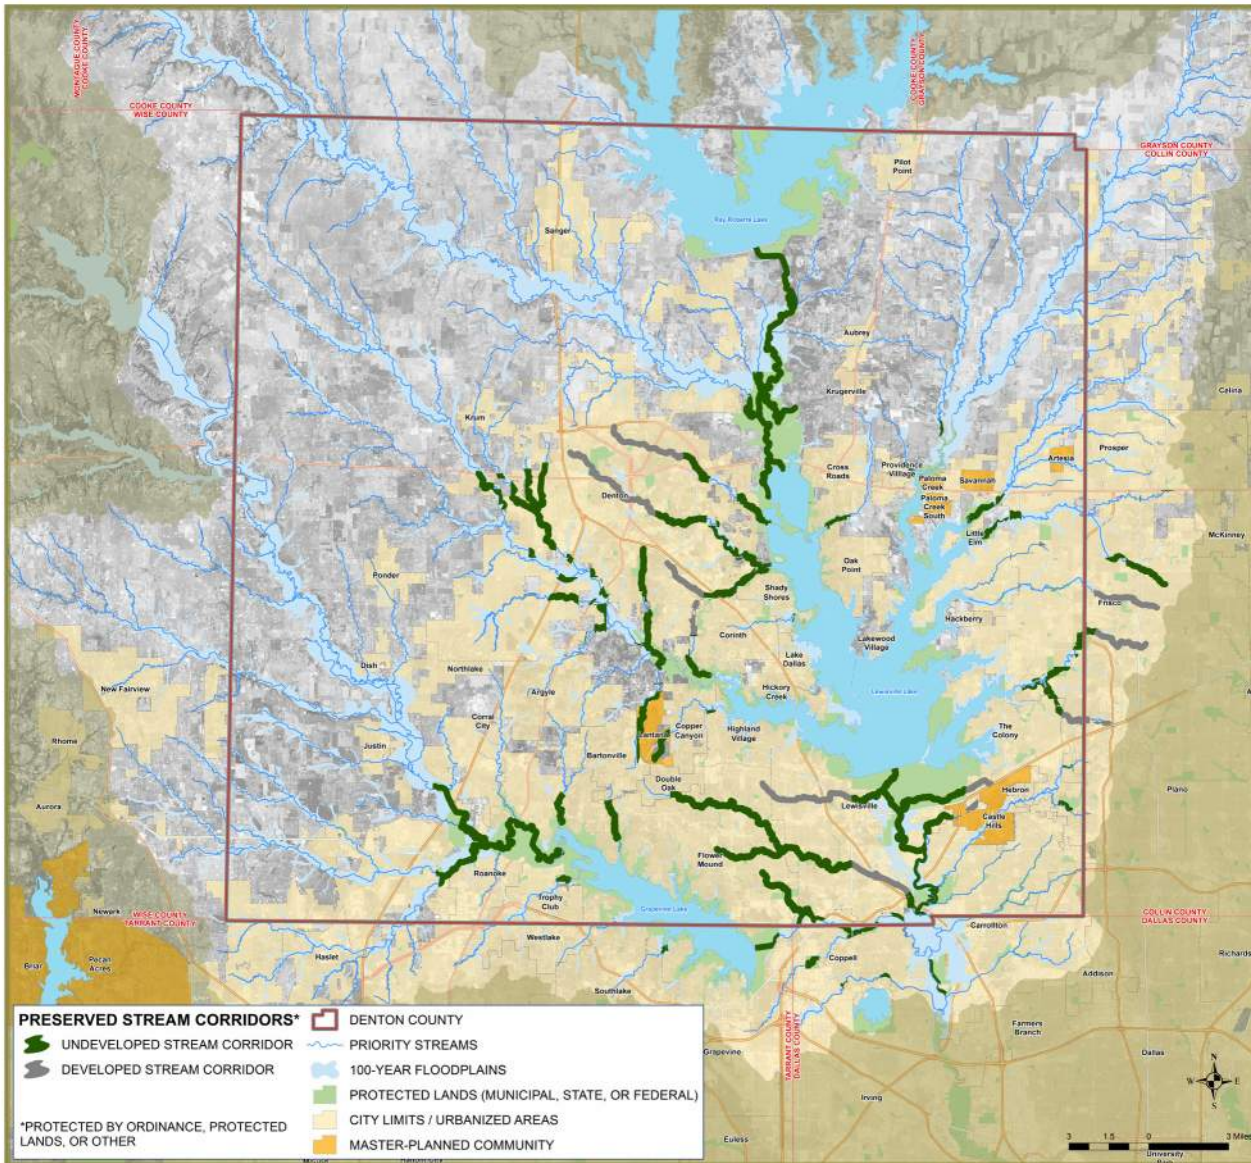 MONTAGUE COUNTY
COOKE COUNTY
COOKE COUNTY
WISE COUNTY
COOKE COUNTY
GRAYSON COUNTY
GRAYSON COUNTY
COLLIN COUNTY
Pilot
Point
Ray Roberts Lake
Sanger
Aubrey
Krugerville
Celina
Krum
Cross
Roads
Providence
Village
Artesia
Prosper
Paloma
Creek
Savannah
Paloma
Creek
South
Denton
Little
Elm
McKinney
Ponder
Oak
Point
Shady
Shores
Frisco
Hackberry
Corinth
Lakewood
Village
Dish
Northlake
Lake
Dallas
New Fairview
Argyle
Hickory
Creek
Lewisville Lake
Corral
City
Copper
Canyon
Highland
Village
The
Colony
Rhome
Justin
Lantana
Bartonville
Double
Oak
Hebron
Plano
Aurora
Lewisville
Castle
Hills
Flower
Mound
Roanoke
Trophy
Club
Grapevine Lake
Newark
WISE COUNTY
TARRANT COUNTY
COLLIN COUNTY
DALLAS COUNTY
Westlake
Carrollton
Haslet
Briar
Pecan
Acres
Coppell
Richards
Addison
Southlake
PRESERVED STREAM CORRIDORS*
UNDEVELOPED STREAM CORRIDOR
DEVELOPED STREAM CORRIDOR
*PROTECTED BY ORDINANCE, PROTECTED
LANDS, OR OTHER
DENTON COUNTY
PRIORITY STREAMS
100-YEAR FLOODPLAINS
PROTECTED LANDS (MUNICIPAL, STATE, OR FEDERAL)
CITY LIMITS / URBANIZED AREAS
MASTER-PLANNED COMMUNITY
TARRANT COUNTY
DALLAS COUNTY
Farmers
Branch
Grapevine
Dallas
Irving
Euless
N
W E
S
3 1.5 0 3 Miles
University